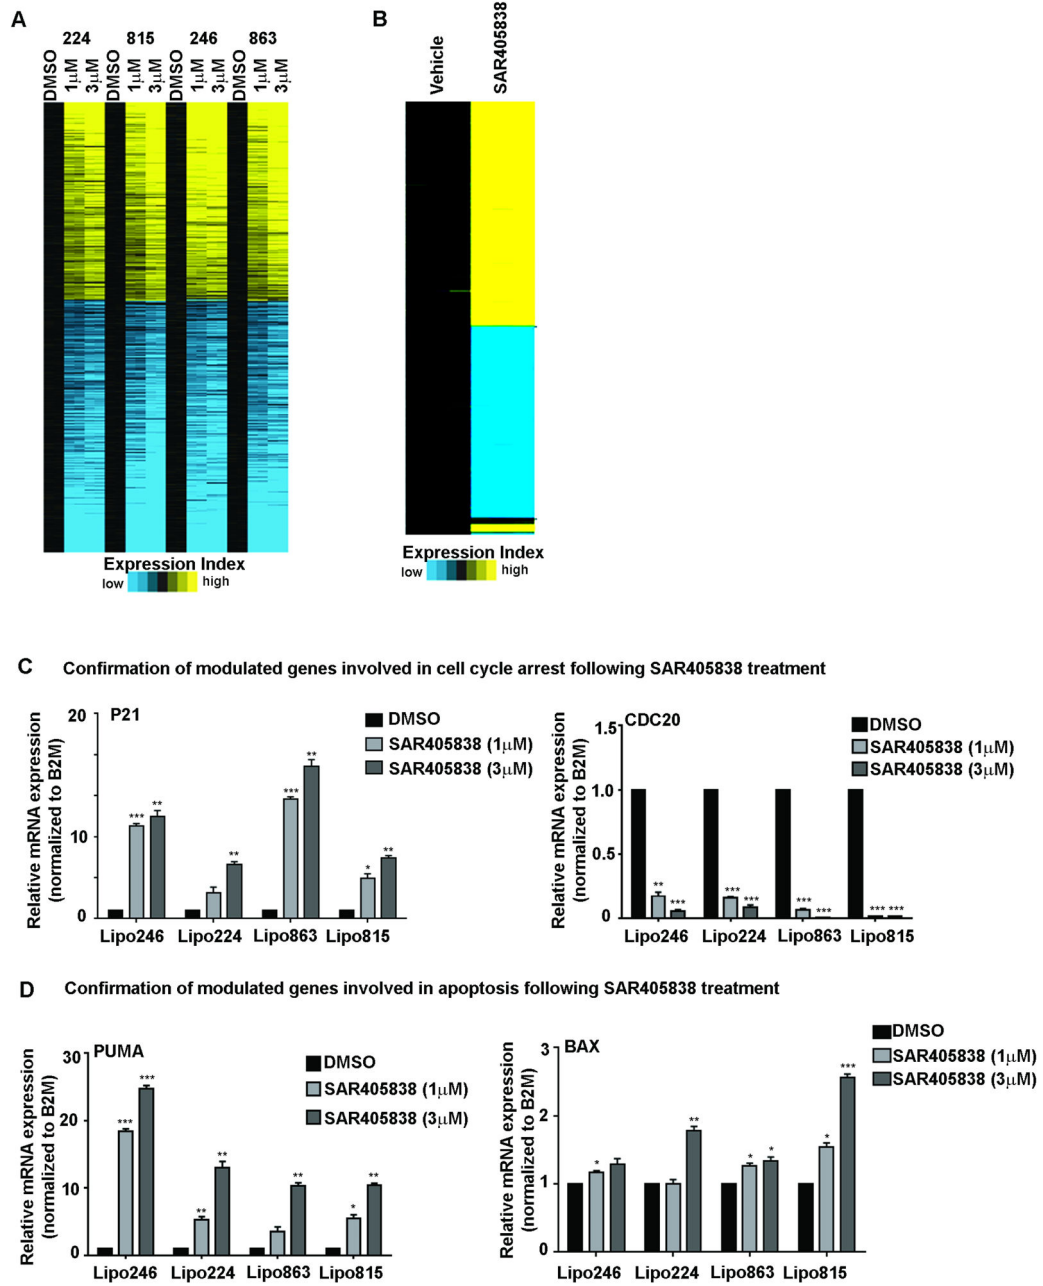 A
224 815 246 863
DMSO 1μM 3μM DMSO 1μM 3μM DMSO 1μM 3μM DMSO 1μM 3μM
Expression Index
low high
B
Vehicle SAR405838
Expression Index
low high
C Confirmation of modulated genes involved in cell cycle arrest following SAR405838 treatment
P21
Relative mRNA expression
(normalized to B2M)
20
10
0
DMSO
SAR405838 (1μM)
SAR405838 (3μM)
*** ** ** *** ** * **
Lipo246 Lipo224 Lipo863 Lipo815
CDC20
Relative mRNA expression
(normalized to B2M)
1.5
1.0
0.5
0
DMSO
SAR405838 (1μM)
SAR405838 (3μM)
** *** *** *** *** *** *** ***
Lipo246 Lipo224 Lipo863 Lipo815
D Confirmation of modulated genes involved in apoptosis following SAR405838 treatment
PUMA
Relative mRNA expression
(normalized to B2M)
30
20
10
0
DMSO
SAR405838 (1μM)
SAR405838 (3μM)
*** *** ** ** ** * **
Lipo246 Lipo224 Lipo863 Lipo815
BAX
Relative mRNA expression
(normalized to B2M)
3
2
1
0
DMSO
SAR405838 (1μM)
SAR405838 (3μM)
* ** * * * ***
Lipo246 Lipo224 Lipo863 Lipo815